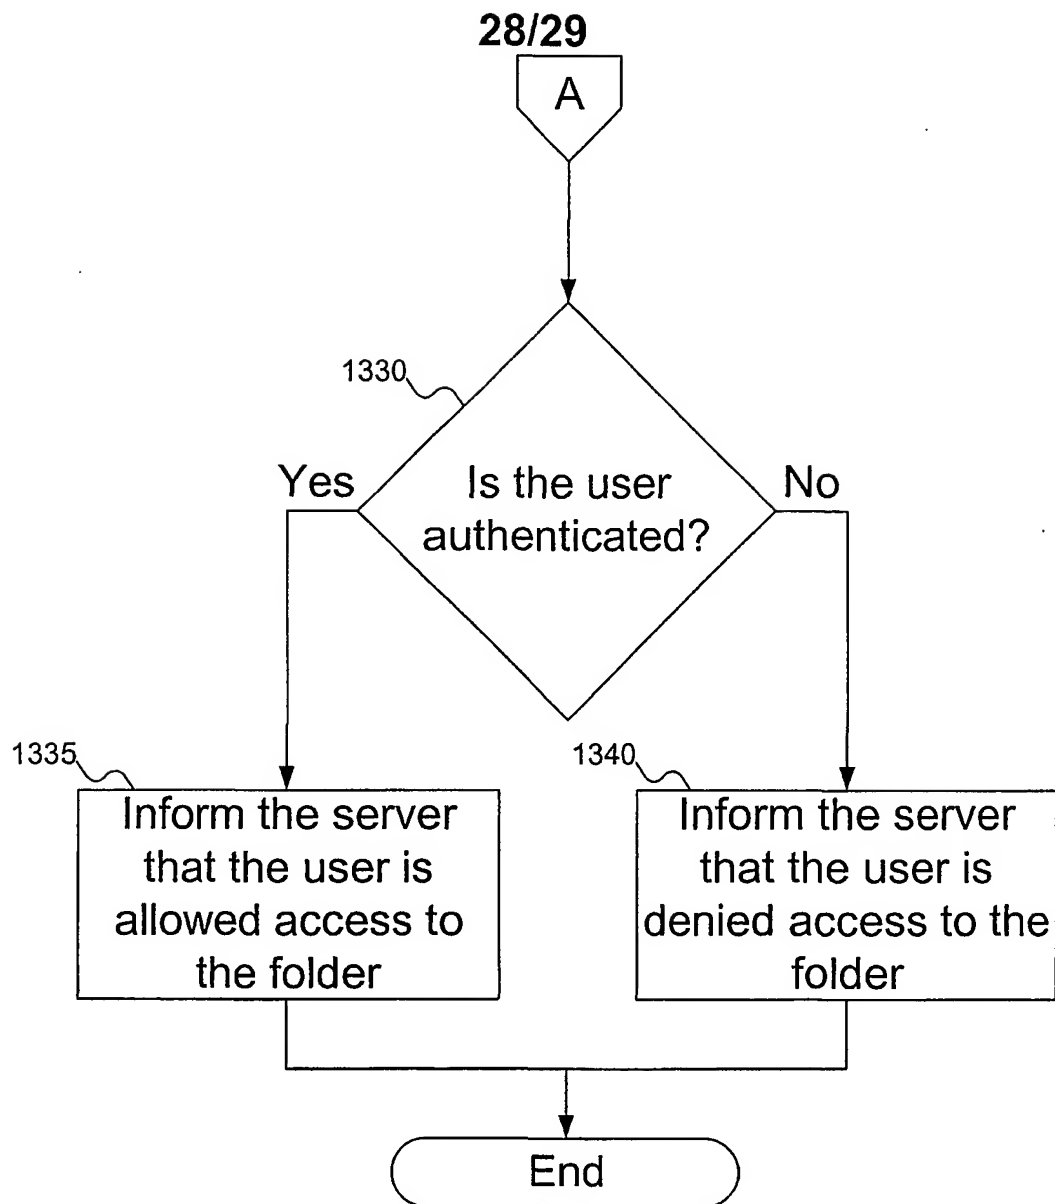 28/29
A
1330
Yes
Is the user
authenticated?
No
1335
Inform the server
that the user is
allowed access to
the folder
1340
Inform the server
that the user is
denied access to the
folder
End